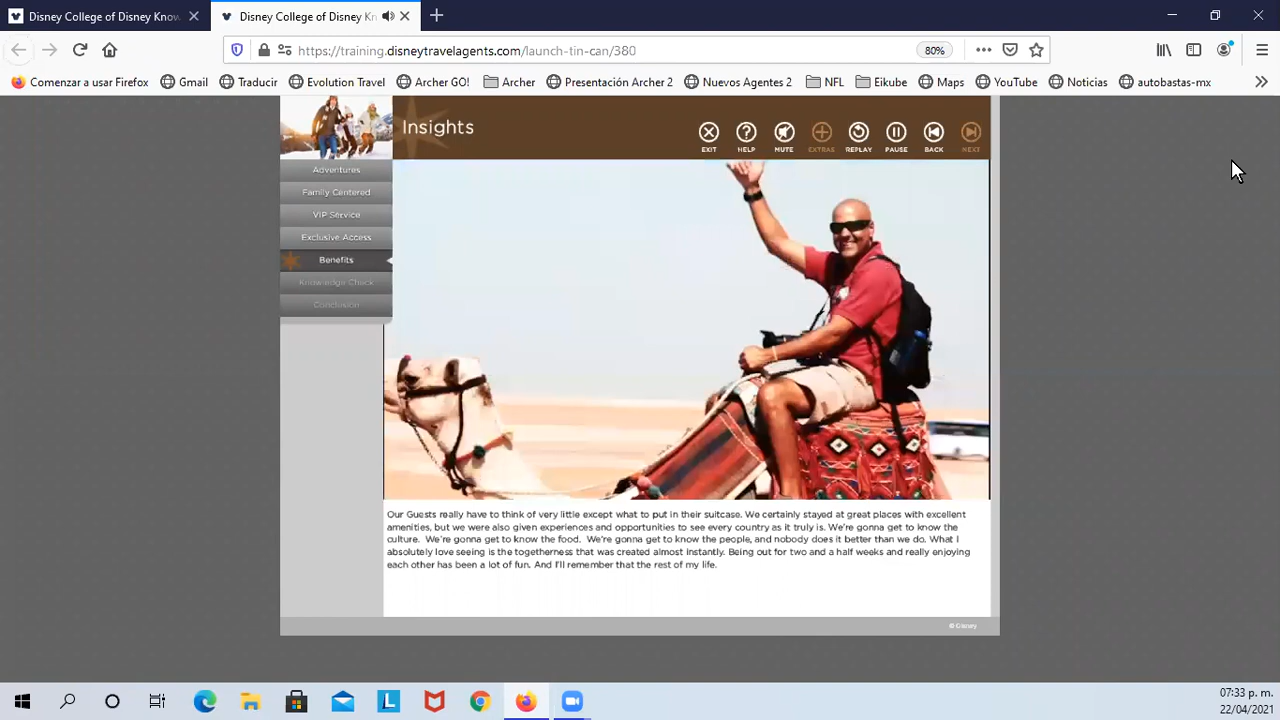 Disney College of Disney Know
Disney College of Disney Kn
https://training.disneytravelagents.com/launch-tin-can/380
80%
Comenzar a usar Firefox
Gmail
Traducir
Evolution Travel
Archer GO!
Archer
Presentación Archer 2
Nuevos Agentes 2
NFL
Eikube
Maps
YouTube
Noticias
autobastas-mx
Insights
EXIT
HELP
MUTE
EXTRAS
REPLAY
PAUSE
BACK
NEXT
Adventures
Family Centered
VIP Service
Exclusive Access
Benefits
Knowledge Check
Conclusion
Our Guests really have to think of very little except what to put in their suitcase. We certainly stayed at great places with excellent
amenities, but we were also given experiences and opportunities to see every country as it truly is. We're gonna get to know the
culture. We're gonna get to know the food. We're gonna get to know the people, and nobody does it better than we do. What I
absolutely love seeing is the togetherness that was created almost instantly. Being out for two and a half weeks and really enjoying
each other has been a lot of fun. And I'll remember that the rest of my life.
© Disney
L
07:33 p. m.
22/04/2021